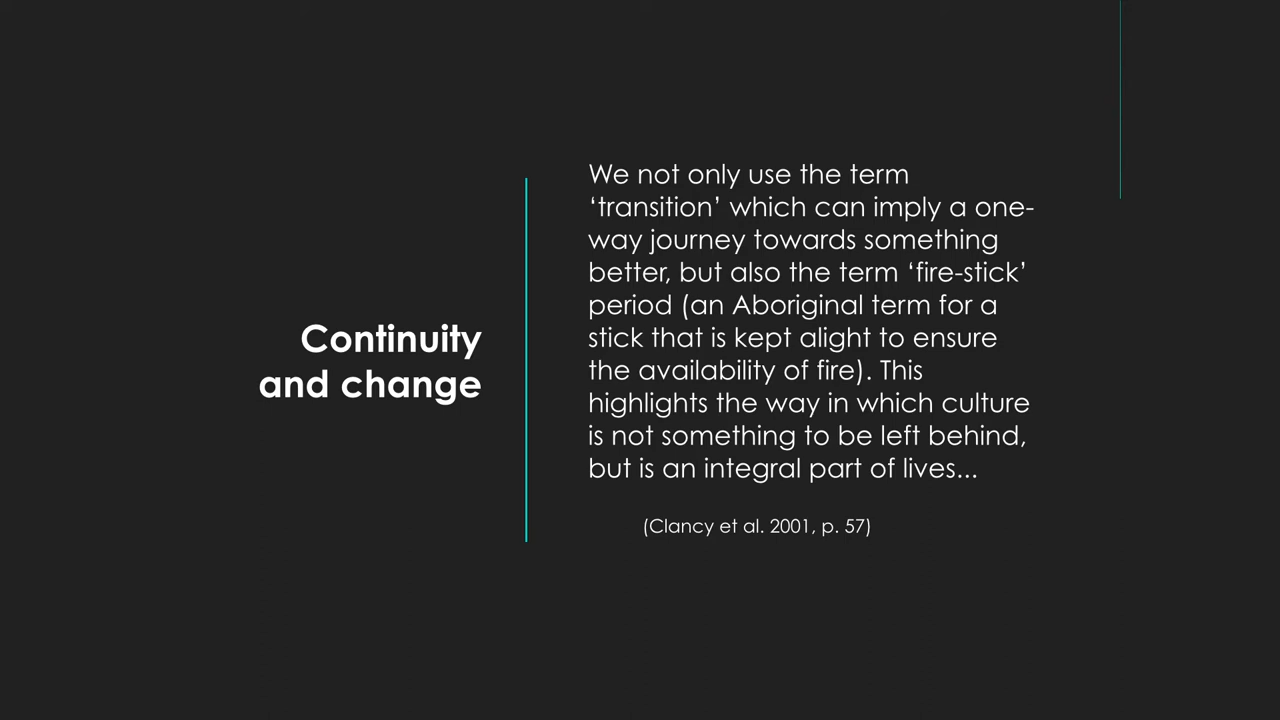 Continuity
and change
We not only use the term
‘transition’ which can imply a one-
way journey towards something
better, but also the term ‘fire-stick’
period (an Aboriginal term for a
stick that is kept alight to ensure
the availability of fire). This
highlights the way in which culture
is not something to be left behind,
but is an integral part of lives...
(Clancy et al. 2001, p. 57)